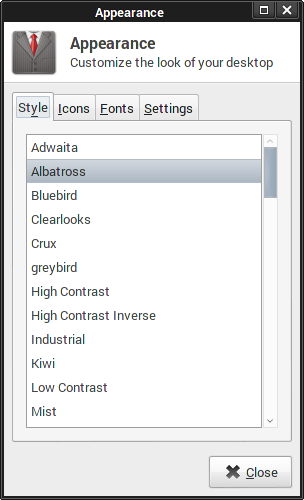 Appearance
Appearance
Customize the look of your desktop
Style Icons Fonts Settings
Adwaita
Albatross
Bluebird
Clearlooks
Crux
greybird
High Contrast
High Contrast Inverse
Industrial
Kiwi
Low Contrast
Mist
Close